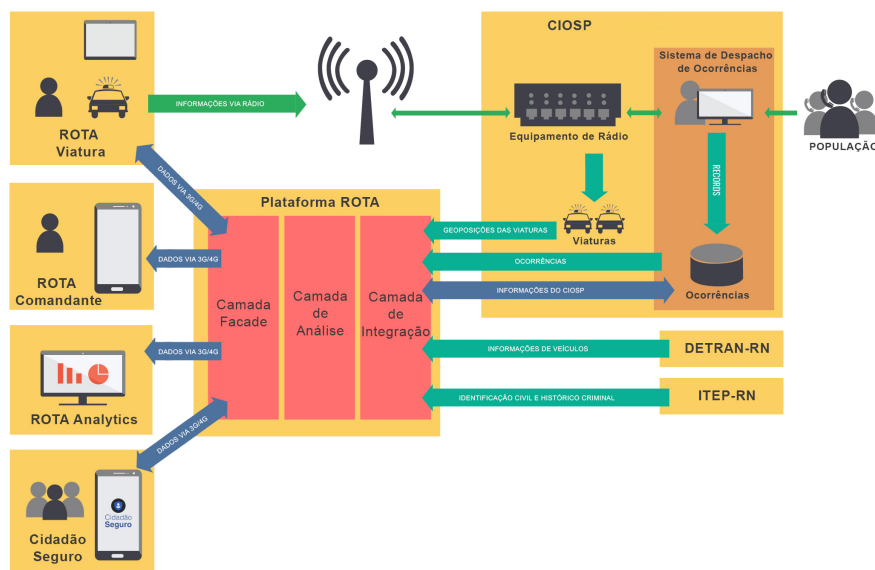 CIOSP
Sistema de Despacho
de Ocorrências
INFORMAÇÕES VIA RÁDIO
ROTA
Viatura
Equipamento de Rádio
POPULAÇÃO
RECORDS
DADOS VIA 3G/4G
Plataforma ROTA
GEOPOSIÇÕES DAS VIATURAS
Viaturas
DADOS VIA 3G/4G
OCORRÊNCIAS
ROTA
Comandante
INFORMAÇÕES DO CIOSP
Ocorrências
Camada
Facade
Camada
de
Análise
Camada
de
Integração
DADOS VIA 3G/4G
INFORMAÇÕES DE VEÍCULOS
DETRAN-RN
IDENTIFICAÇÃO CIVIL E HISTÓRICO CRIMINAL
ITEP-RN
ROTA Analytics
DADOS VIA 3G/4G
Cidadão
Seguro
Cidadão
Seguro